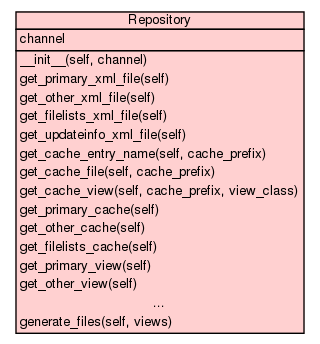 Repository
channel
__init__(self, channel)
get_primary_xml_file(self)
get_other_xml_file(self)
get_filelists_xml_file(self)
get_updateinfo_xml_file(self)
get_cache_entry_name(self, cache_prefix)
get_cache_file(self, cache_prefix)
get_cache_view(self, cache_prefix, view_class)
get_primary_cache(self)
get_other_cache(self)
get_filelists_cache(self)
get_primary_view(self)
get_other_view(self)
...
generate_files(self, views)